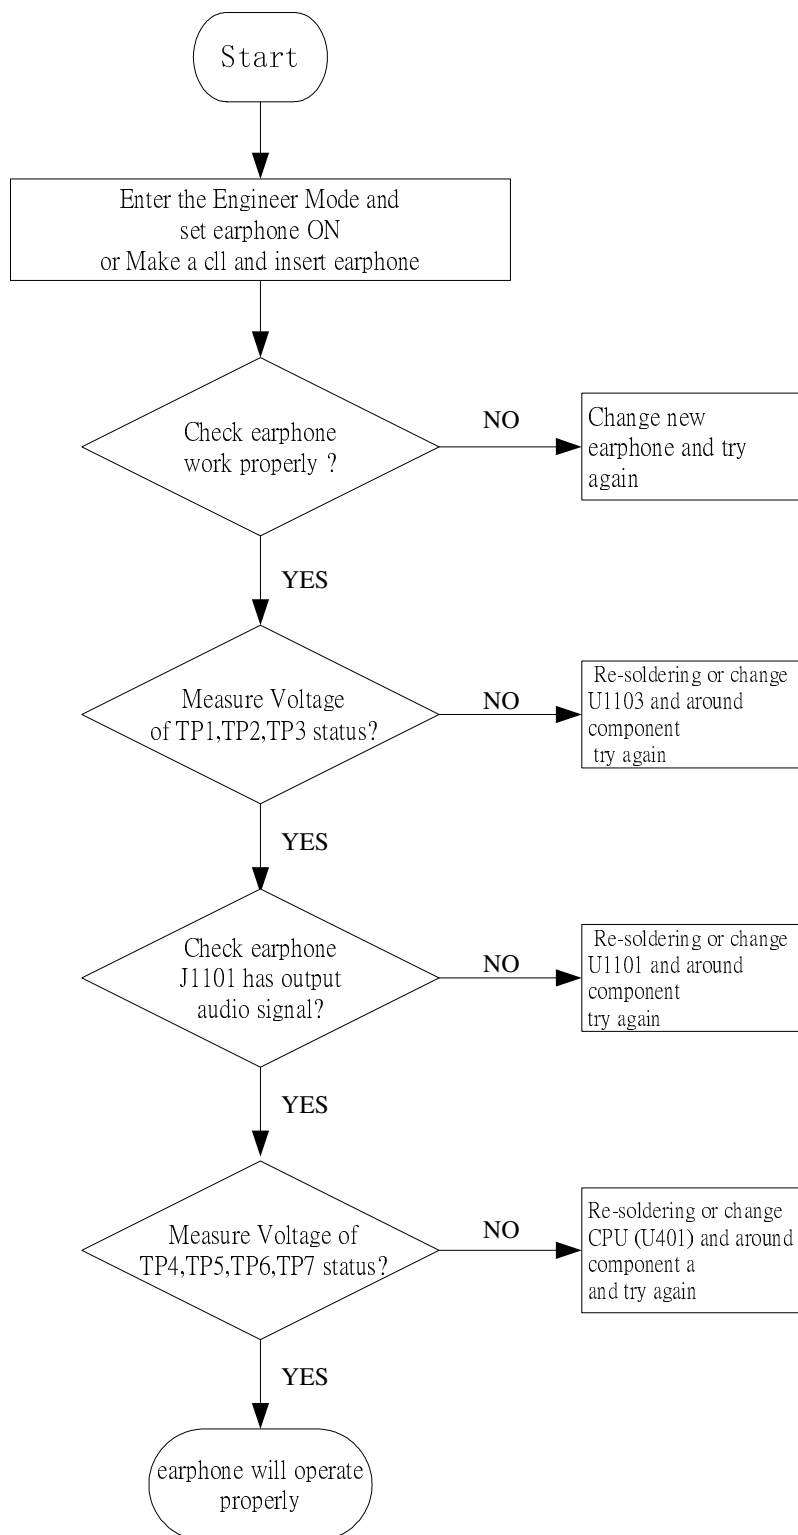 Start
Enter the Engineer Mode and
set earphone ON
or Make a cll and insert earphone
Check earphone
work properly ?
NO
Change new
earphone and try
again
YES
Measure Voltage
of TP1,TP2,TP3 status?
NO
Re-soldering or change
U1103 and around
component
try again
YES
Check earphone
J1101 has output
audio signal?
NO
Re-soldering or change
U1101 and around
component
try again
YES
Measure Voltage of
TP4,TP5,TP6,TP7 status?
NO
Re-soldering or change
CPU (U401) and around
component a
and try again
YES
earphone will operate
properly